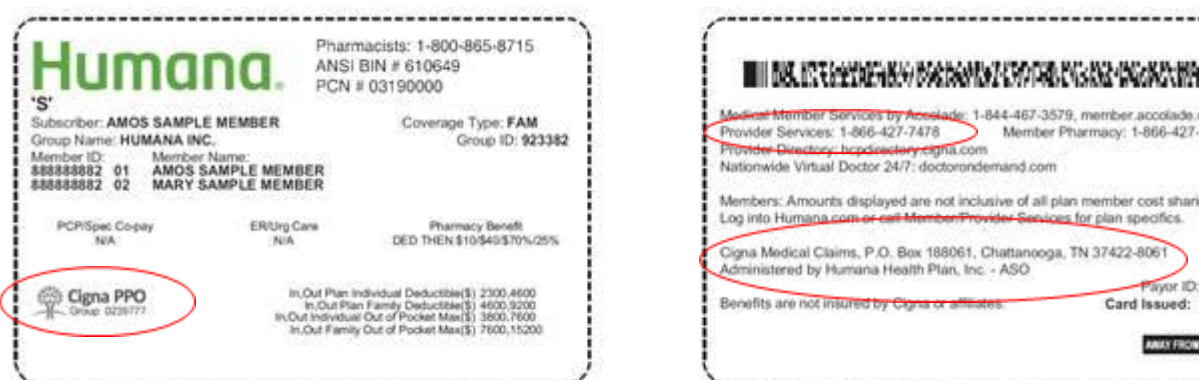 Humana.
Pharmacists: 1-800-865-8715
ANSI BIN # 610649
PCN # 03190000
'S'
Subscriber: AMOS SAMPLE MEMBER
Coverage Type: FAM
Group Name: HUMANA INC.
Group ID: 923382
Member ID: Member Name:
888888882 01 AMOS SAMPLE MEMBER
888888882 02 MARY SAMPLE MEMBER
PCP/Spec Co-pay
N/A
ER/Urg Care
N/A
Pharmacy Benefit
DED THEN $10/$40/$70%/25%
Cigna PPO
Group 0239777
In,Out Plan Individual Deductible($) 2300,4600
In,Out Plan Family Deductible($) 4600,9200
In,Out Individual Out of Pocket Max($) 3800,7600
In,Out Family Out of Pocket Max($) 7600,15200
Medical Member Services by Accolade: 1-844-467-3579, member.accolade.
Provider Services: 1-866-427-7478 Member Pharmacy: 1-866-427-
Provider Directory: hcpdirectory.cigna.com
Nationwide Virtual Doctor 24/7: doctorondemand.com
Members: Amounts displayed are not inclusive of all plan member cost shari
Log into Humana.com or call Member/Provider Services for plan specifics.
Cigna Medical Claims, P.O. Box 188061, Chattanooga, TN 37422-8061
Administered by Humana Health Plan, Inc. - ASO
Payor ID:
Benefits are not insured by Cigna or affiliates.
Card Issued:
AWAY FROM